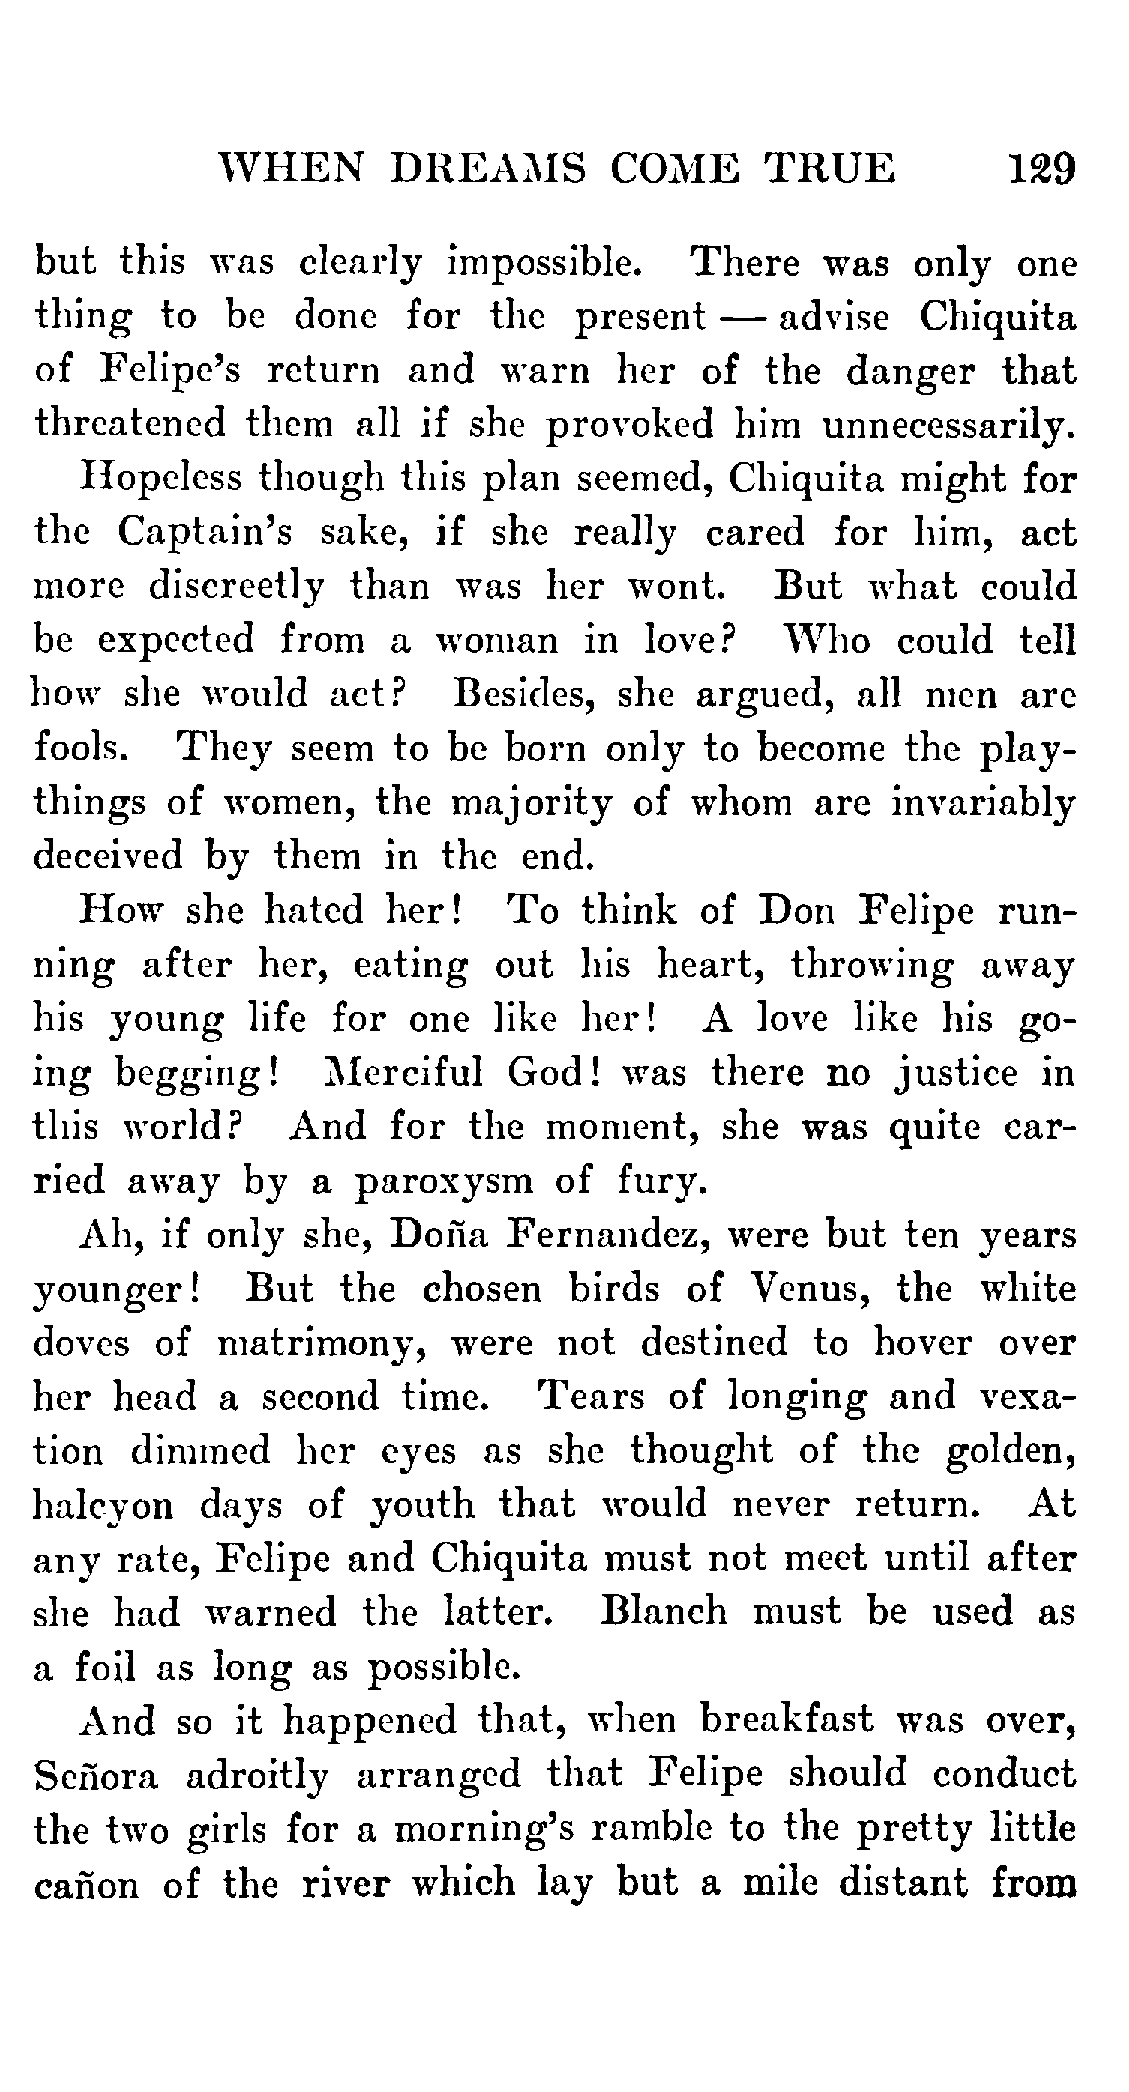 WHEN DREAMS COME TRUE 129
but this was clearly impossible. There was only one
thing to be done for the present — advise Chiquita
of Felipe's return and warn her of the danger that
threatened them all if she provoked him unnecessarily.
Hopeless though this plan seemed, Chiquita might for
the Captain's sake, if she really cared for him, act
more discreetly than was her wont. But what could
be expected from a woman in love? Who could tell
how she would act? Besides, she argued, all men are
fools. They seem to be born only to become the play-
things of women, the majority of whom are invariably
deceived by them in the end.
How she hated her! To think of Don Felipe run-
ning after her, eating out his heart, throwing away
his young life for one like her! A love like his go-
ing begging! Merciful God! was there no justice in
this world? And for the moment, she was quite car-
ried away by a paroxysm of fury.
Ah, if only she, Doña Fernandez, were but ten years
younger! But the chosen birds of Venus, the white
doves of matrimony, were not destined to hover over
her head a second time. Tears of longing and vexa-
tion dimmed her eyes as she thought of the golden,
halcyon days of youth that would never return. At
any rate, Felipe and Chiquita must not meet until after
she had warned the latter. Blanch must be used as
a foil as long as possible.
And so it happened that, when breakfast was over,
Señora adroitly arranged that Felipe should conduct
the two girls for a morning's ramble to the pretty little
cañon of the river which lay but a mile distant from